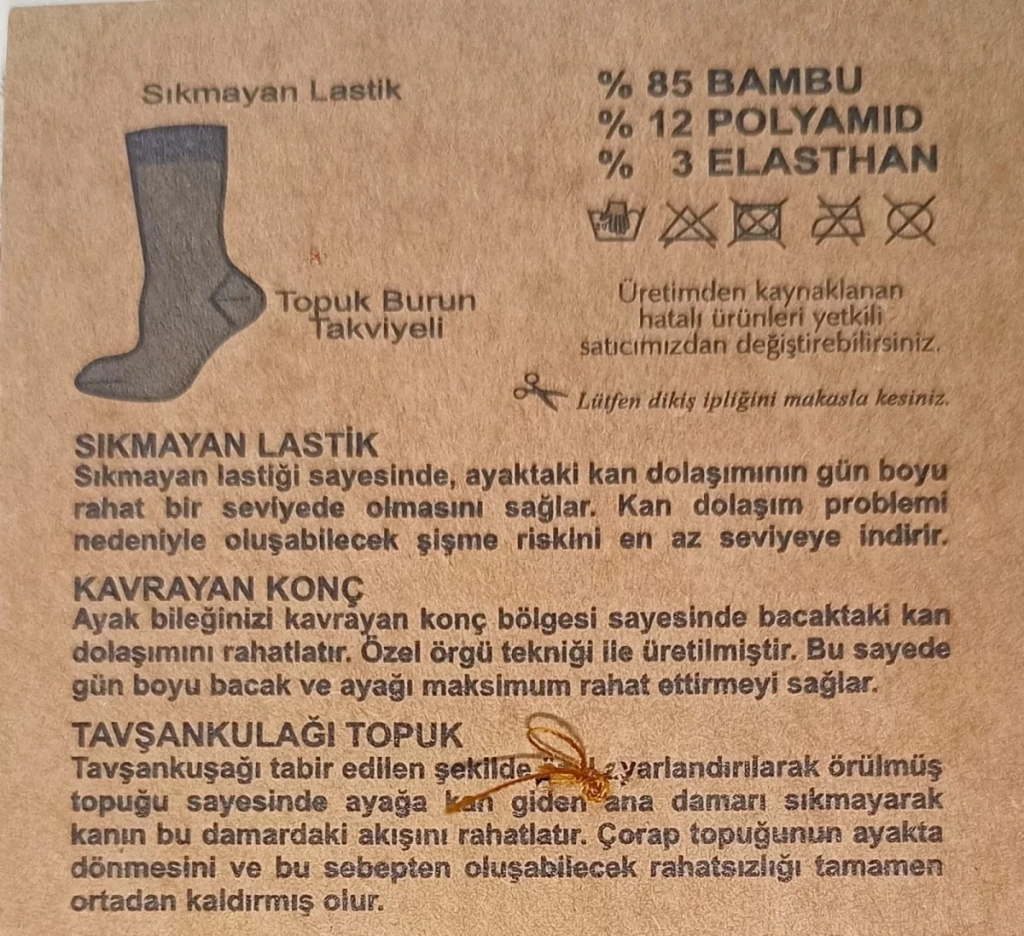 Sıkmayan Lastik
% 85 BAMBU
% 12 POLYAMID
% 3 ELASTHAN
Topuk Burun
Takviyeli
Üretimden kaynaklanan
hatalı ürünleri yetkili
satıcımızdan değiştirebilirsiniz.
Lütfen dikiş ipliğini makasla kesiniz.
SIKMAYAN LASTİK
Sıkmayan lastiği sayesinde, ayaktaki kan dolaşımının gün boyu
rahat bir seviyede olmasını sağlar. Kan dolaşım problemi
nedeniyle oluşabilecek şişme riskini en az seviyeye indirir.
KAVRAYAN KONÇ
Ayak bileğinizi kavrayan konç bölgesi sayesinde bacaktaki kan
dolaşımını rahatlatır. Özel örgü tekniği ile üretilmiştir. Bu sayede
gün boyu bacak ve ayağı maksimum rahat ettirmeyi sağlar.
TAVŞANKULAĞI TOPUK
Tavşankuşağı tabir edilen şekilde yarlandırılarak örülmüş
topuğu sayesinde ayağa kan giden ana damarı sıkmayarak
kanın bu damardaki akışını rahatlatır. Çorap topuğunun ayakta
dönmesini ve bu sebepten oluşabilecek rahatsızlığı tamamen
ortadan kaldırmış olur.